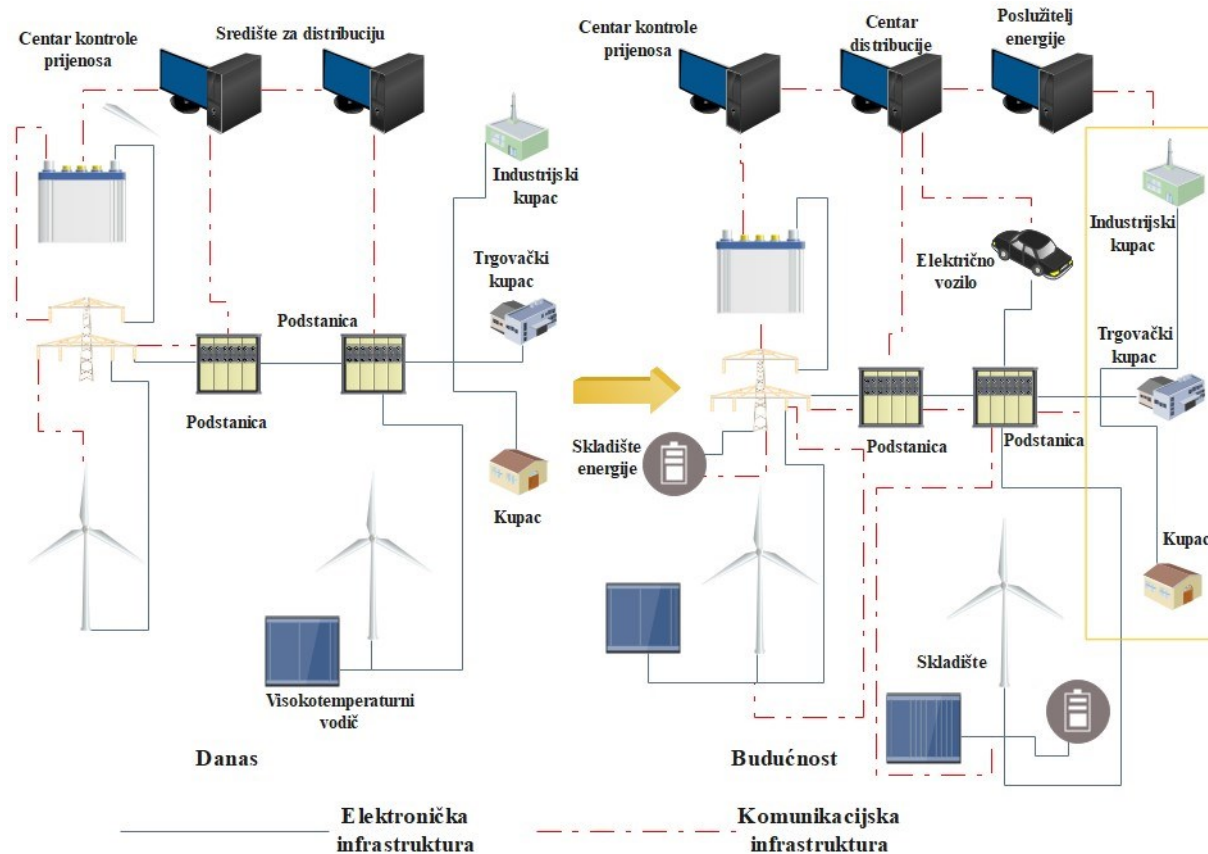 Centar kontrole
prijenosa
Središte za distribuciju
Industrijski
kupac
Trgovački
kupac
Podstanica
Podstanica
Kupac
Visokotemperaturni
vodič
Danas
Centar kontrole
prijenosa
Centar
distribucije
Poslužitelj
energije
Industrijski
kupac
Električno
vozilo
Trgovački
kupac
Skladište
energije
Podstanica
Podstanica
Kupac
Skladište
Budućnost
Elektronička
infrastruktura
Komunikacijska
infrastruktura